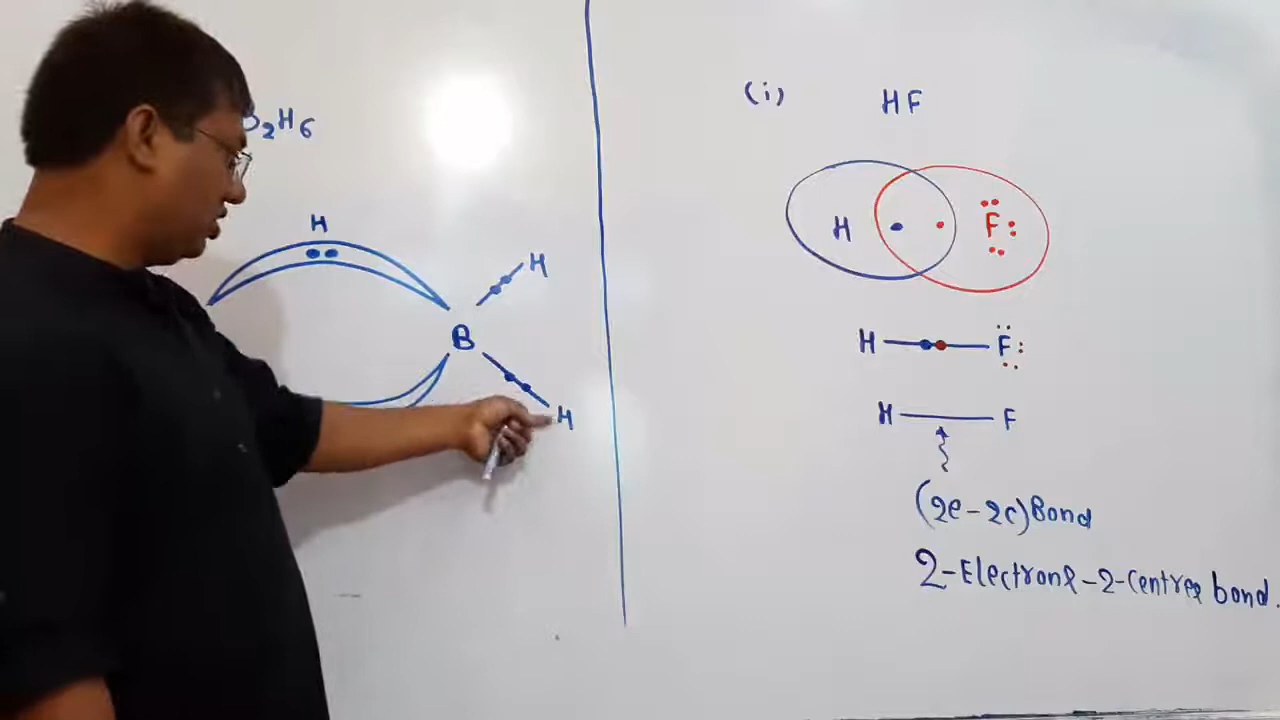 B2H6
H
H
B
H
(i) HF
H F
H F
H F
(2e-2c)Bond
2-Electrons-2-Centres bond.